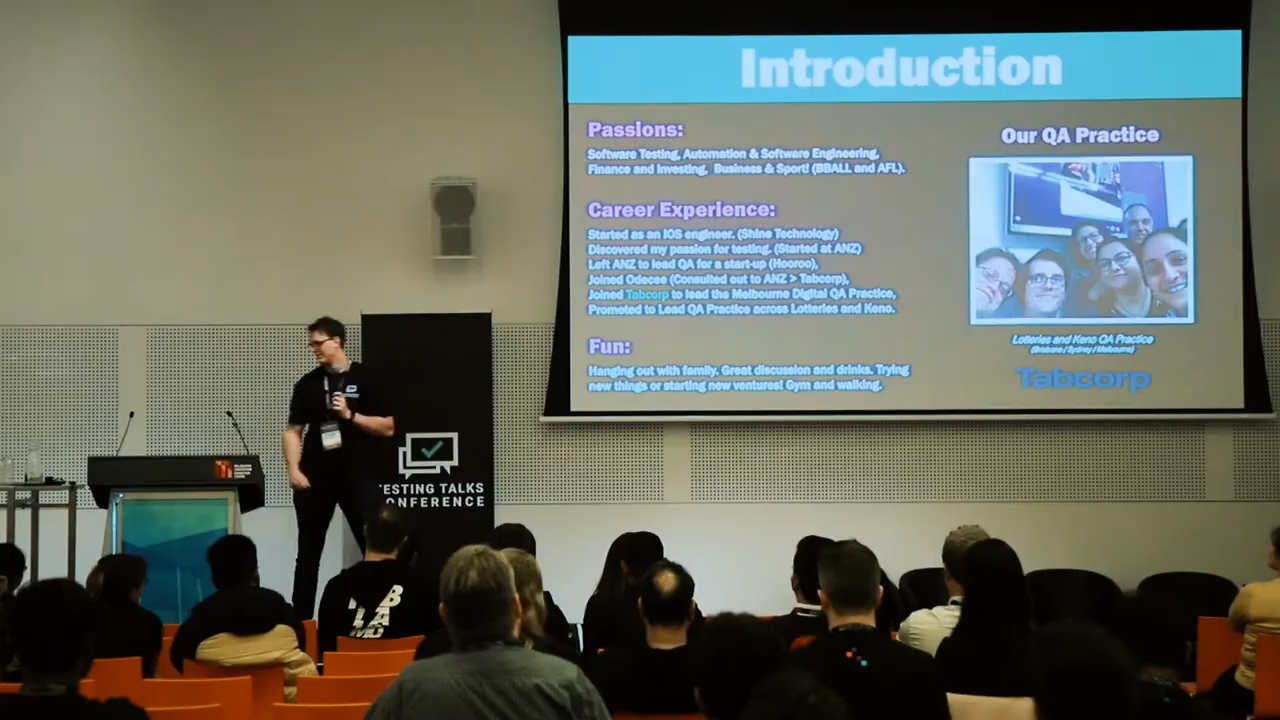 Introduction
Passions:
Software Testing, Automation & Software Engineering,
Finance and Investing, Business & Sport! (BBALL and AFL).
Career Experience:
Started as an IOS engineer. (Shine Technology)
Discovered my passion for testing. (Started at ANZ)
Left ANZ to lead QA for a start-up (Hooroo),
Joined Odecee (Consulted out to ANZ > Tabcorp),
Joined Tabcorp to lead the Melbourne Digital QA Practice,
Promoted to Lead QA Practice across Lotteries and Keno.
Fun:
Hanging out with family. Great discussion and drinks. Trying
new things or starting new ventures! Gym and walking.
Our QA Practice
Lotteries and Keno QA Practice
(Brisbane/Sydney/Melbourne)
Tabcorp
ESTING TALKS
ONFERENCE